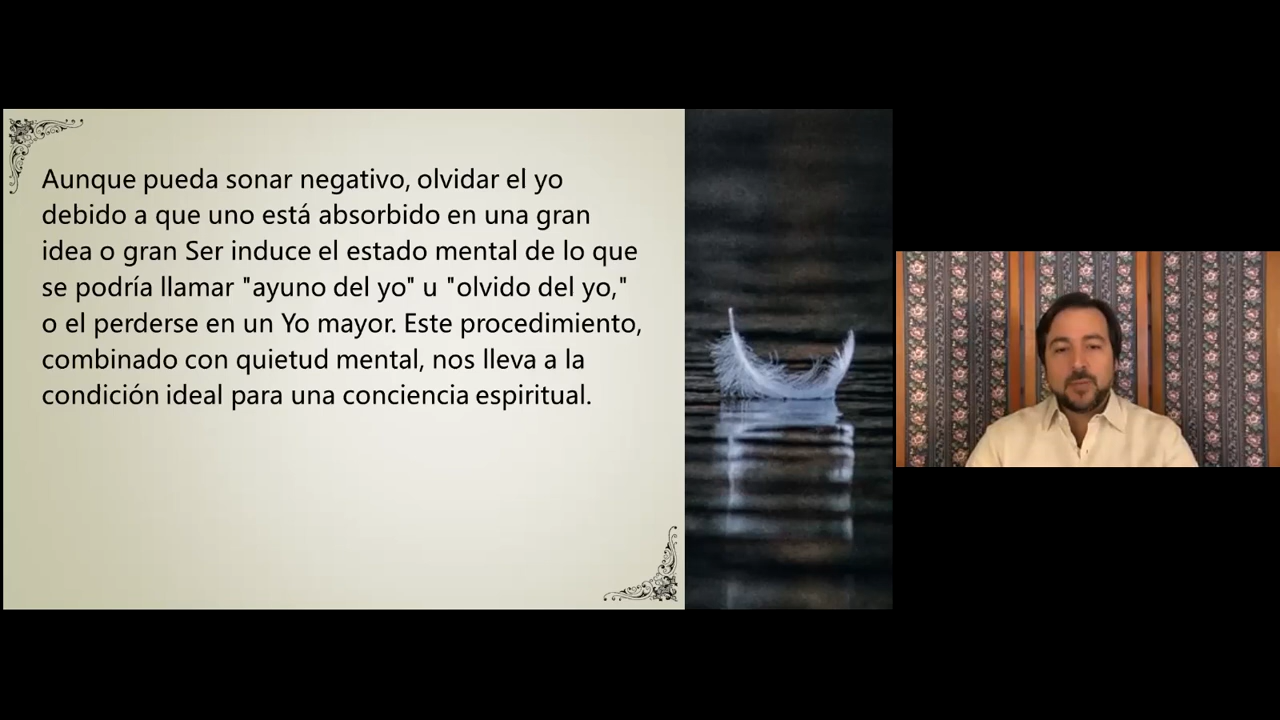 Aunque pueda sonar negativo, olvidar el yo
debido a que uno está absorbido en una gran
idea o gran Ser induce el estado mental de lo que
se podría llamar "ayuno del yo" u "olvido del yo,"
o el perderse en un Yo mayor. Este procedimiento,
combinado con quietud mental, nos lleva a la
condición ideal para una conciencia espiritual.